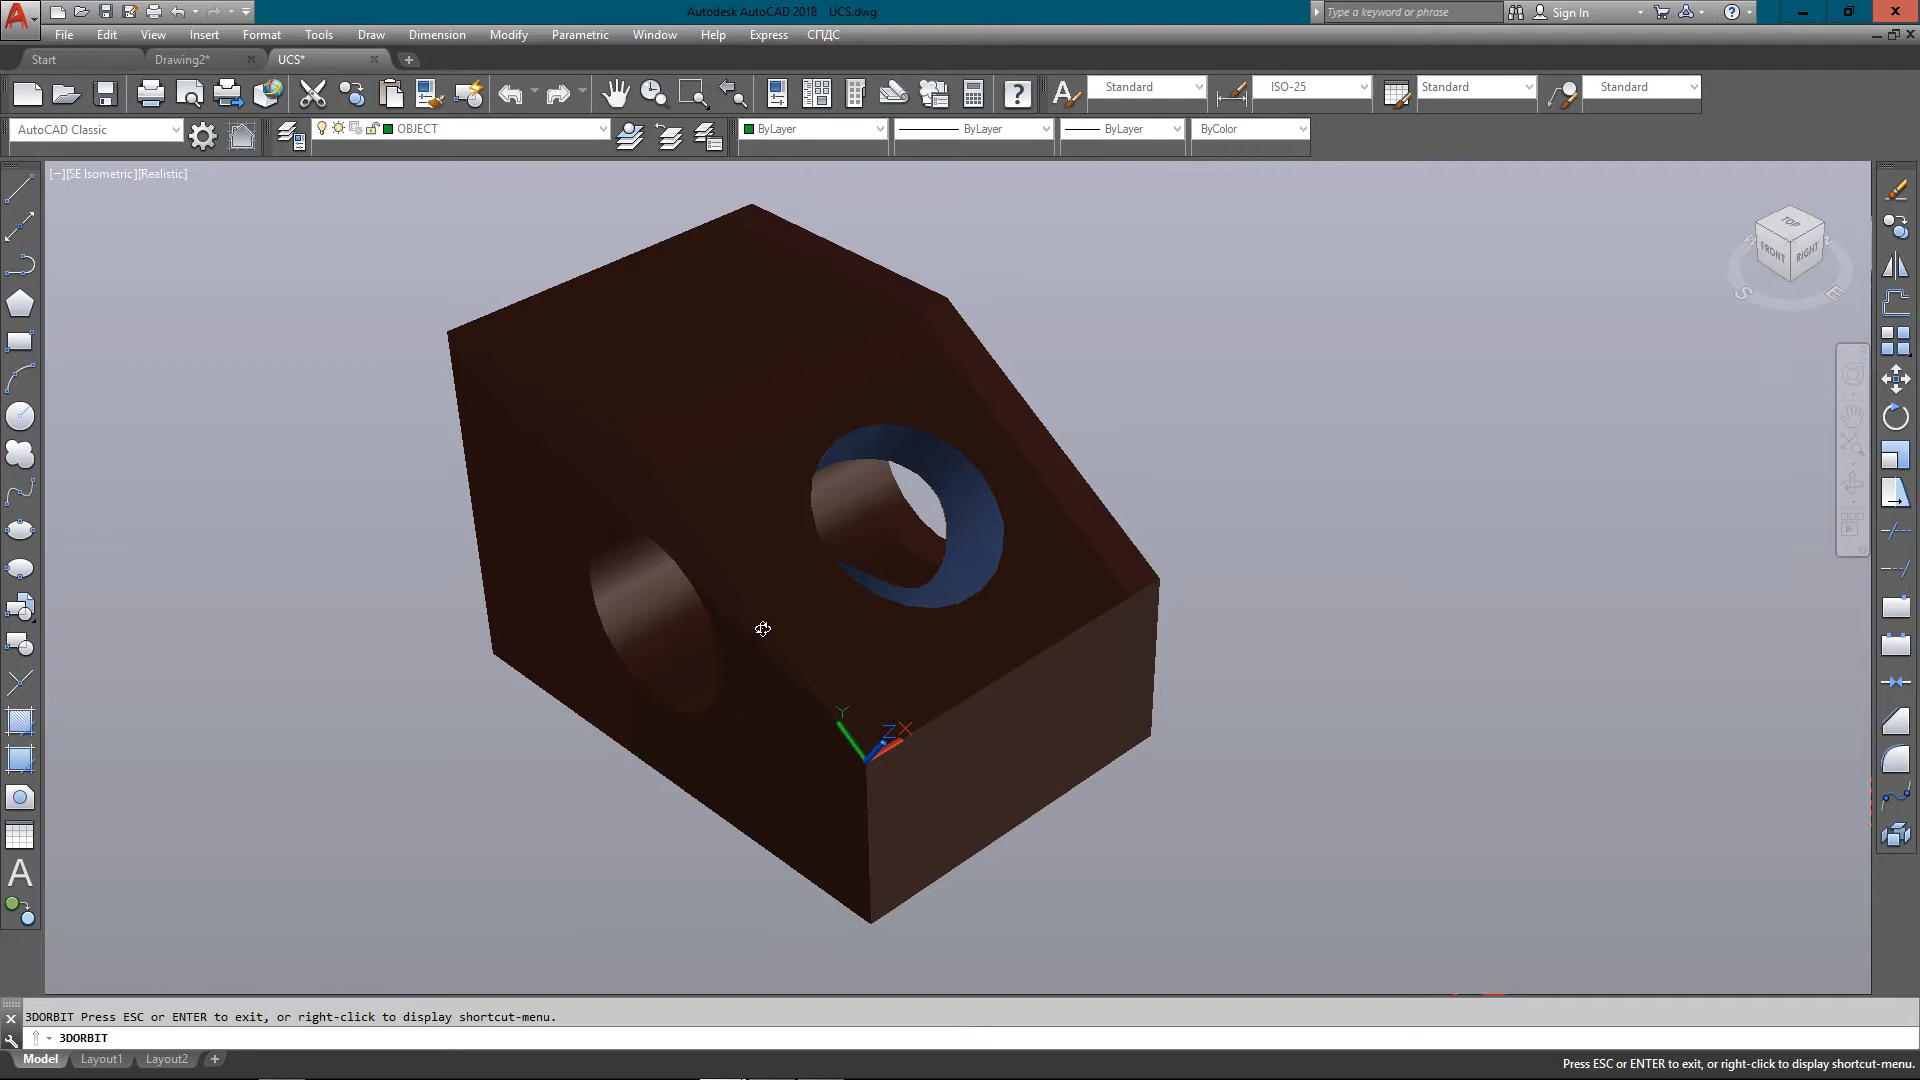 Autodesk AutoCAD 2018 UCS.dwg
Type a keyword or phrase
Sign In
File Edit View Insert Format Tools Draw Dimension Modify Parametric Window Help Express СПДС
Start Drawing2* UCS*
Standard ISO-25 Standard Standard
AutoCAD Classic OBJECT ByLayer ByLayer ByLayer ByColor
[−][SE Isometric][Realistic]
TOP
FRONT RIGHT
S E
Y
Z X
3DORBIT Press ESC or ENTER to exit, or right-click to display shortcut-menu.
3DORBIT
Model Layout1 Layout2 +
Press ESC or ENTER to exit, or right-click to display shortcut-menu.